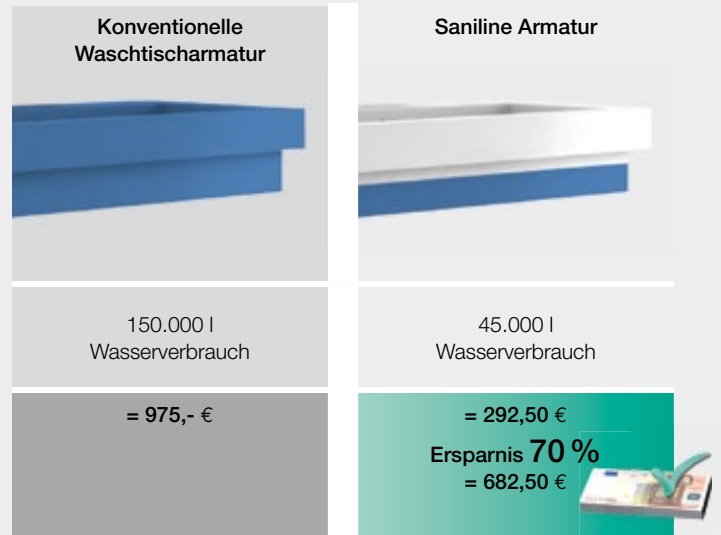 Konventionelle
Waschtischarmatur
150.000 l
Wasserverbrauch
= 975,- €
Saniline Armatur
45.000 l
Wasserverbrauch
= 292,50 €
Ersparnis 70 %
= 682,50 €